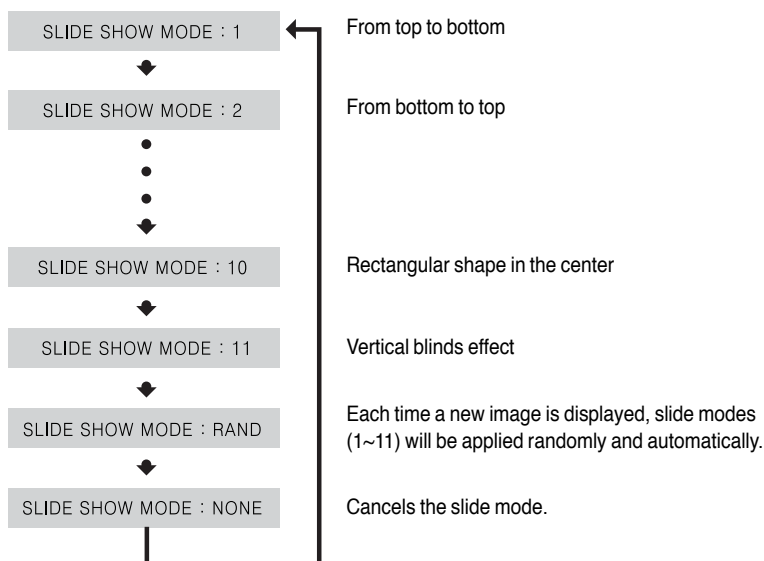 SLIDE SHOW MODE : 1
From top to bottom
SLIDE SHOW MODE : 2
From bottom to top
SLIDE SHOW MODE : 10
Rectangular shape in the center
SLIDE SHOW MODE : 11
Vertical blinds effect
SLIDE SHOW MODE : RAND
Each time a new image is displayed, slide modes
(1~11) will be applied randomly and automatically.
SLIDE SHOW MODE : NONE
Cancels the slide mode.